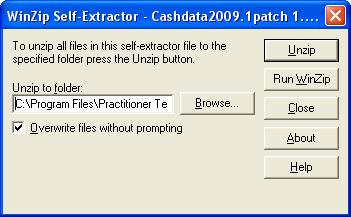 WinZip Self-Extractor - Cashdata2009.1patch 1....
To unzip all files in this self-extractor file to the
specified folder press the Unzip button.
Unzip to folder:
C:\Program Files\Practitioner Te
Browse...
Overwrite files without prompting
Unzip
Run WinZip
Close
About
Help